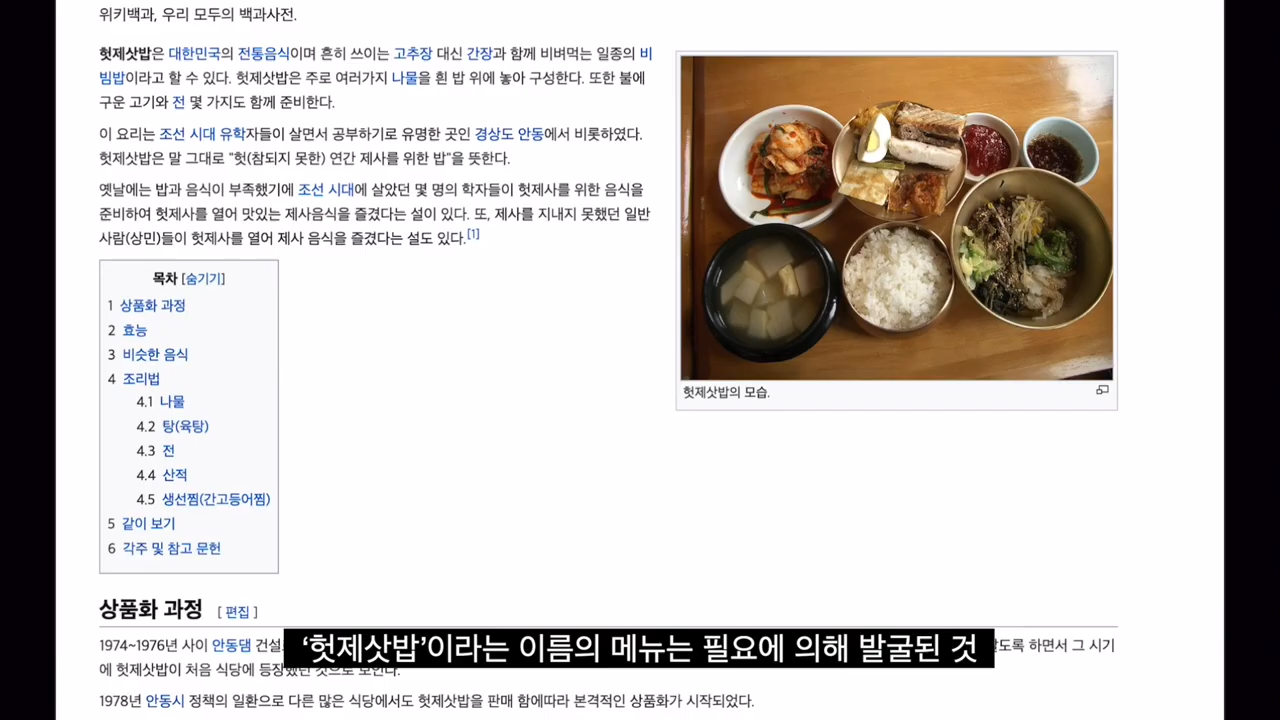 위키백과, 우리 모두의 백과사전.
헛제삿밥은 대한민국의 전통음식이며 흔히 쓰이는 고추장 대신 간장과 함께 비벼먹는 일종의 비
빔밥이라고 할 수 있다. 헛제삿밥은 주로 여러가지 나물을 흰 밥 위에 놓아 구성한다. 또한 불에
구운 고기와 전 몇 가지도 함께 준비한다.
이 요리는 조선 시대 유학자들이 살면서 공부하기로 유명한 곳인 경상도 안동에서 비롯하였다.
헛제삿밥은 말 그대로 “헛(참되지 못한) 연간 제사를 위한 밥”을 뜻한다.
옛날에는 밥과 음식이 부족했기에 조선 시대에 살았던 몇 명의 학자들이 헛제사를 위한 음식을
준비하여 헛제사를 열어 맛있는 제사음식을 즐겼다는 설이 있다. 또, 제사를 지내지 못했던 일반
사람(상민)들이 헛제사를 열어 제사 음식을 즐겼다는 설도 있다.[1]
헛제삿밥의 모습.
목차 [숨기기]
1 상품화 과정
2 효능
3 비슷한 음식
4 조리법
4.1 나물
4.2 탕(육탕)
4.3 전
4.4 산적
4.5 생선찜(간고등어찜)
5 같이 보기
6 각주 및 참고 문헌
상품화 과정 [ 편집 ]
1974~1976년 사이 안동댐 건설 하면서 그 시기
‘헛제삿밥’이라는 이름의 메뉴는 필요에 의해 발굴된 것
에 헛제삿밥이 처음 식당에 등장했던 것으로 보인다.
1978년 안동시 정책의 일환으로 다른 많은 식당에서도 헛제삿밥을 판매 함에따라 본격적인 상품화가 시작되었다.